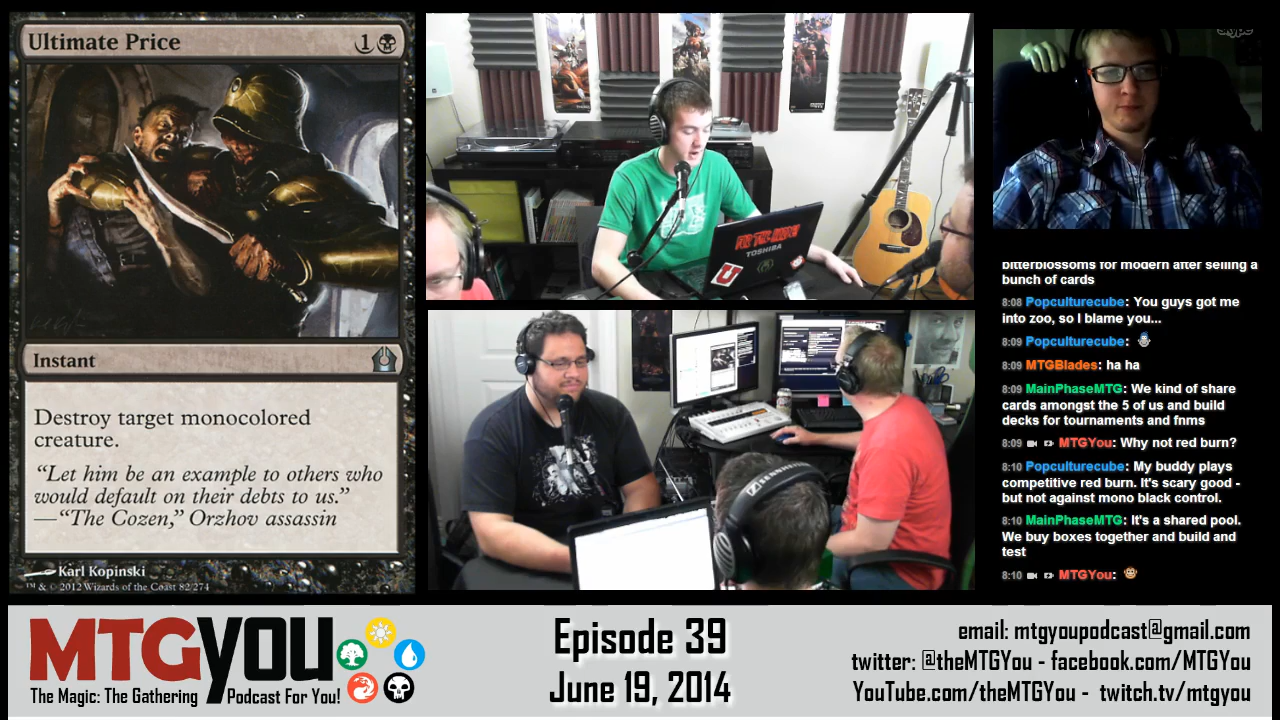 Ultimate Price 1
Instant
Destroy target monocolored
creature.
"Let him be an example to others who
would default on their debts to us."
—"The Cozen," Orzhov assassin
Karl Kopinski
™ & © 2012 Wizards of the Coast 82/274
TOSHIBA
U
skype
bitterblossoms for modern after selling a
bunch of cards
8:08 Popculturecube: You guys got me
into zoo, so I blame you...
8:09 Popculturecube:
8:09 MTGBlades: ha ha
8:09 MainPhaseMTG: We kind of share
cards amongst the 5 of us and build
decks for tournaments and fnms
8:09 MTGYou: Why not red burn?
8:10 Popculturecube: My buddy plays
competitive red burn. It's scary good -
but not against mono black control.
8:10 MainPhaseMTG: It's a shared pool.
We buy boxes together and build and
test
8:10 MTGYou:
MTGYOU
The Magic: The Gathering Podcast For You!
Episode 39
June 19, 2014
email: mtgyoupodcast@gmail.com
twitter: @theMTGYou - facebook.com/MTGYou
YouTube.com/theMTGYou - twitch.tv/mtgyou